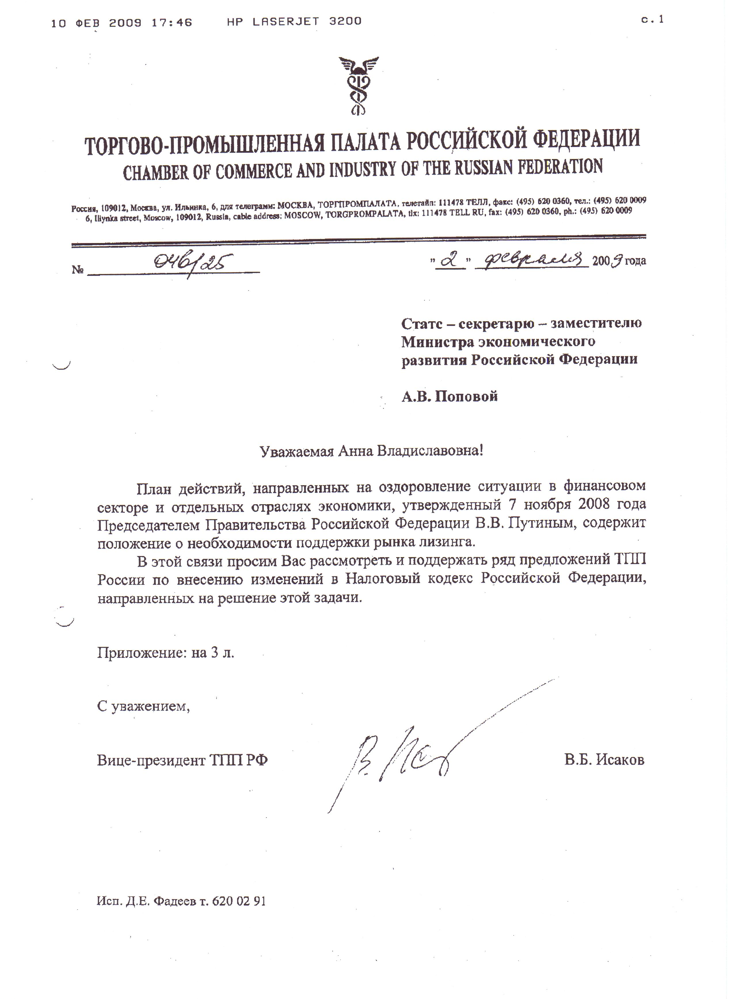 10 ФЕВ 2009 17:46 HP LASERJET 3200 с.1
ТОРГОВО-ПРОМЫШЛЕННАЯ ПАЛАТА РОССИЙСКОЙ ФЕДЕРАЦИИ
CHAMBER OF COMMERCE AND INDUSTRY OF THE RUSSIAN FEDERATION
Россия, 109012, Москва, ул. Ильинка, 6, для телеграмм: МОСКВА, ТОРГПРОМПАЛАТА, телетайп: 111478 ТЕЛЛ, факс: (495) 620 0360, тел.: (495) 620 0009
6, Iliynka street, Moscow, 109012, Russia, cable address: MOSCOW, TORGPROMPALATA, tlx: 111478 TELL RU, fax: (495) 620 0360, ph.: (495) 620 0009
№ 04в/25 " 2 " февраля 2009 года
Статс – секретарю – заместителю
Министра экономического
развития Российской Федерации
А.В. Поповой
Уважаемая Анна Владиславовна!
План действий, направленных на оздоровление ситуации в финансовом
секторе и отдельных отраслях экономики, утвержденный 7 ноября 2008 года
Председателем Правительства Российской Федерации В.В. Путиным, содержит
положение о необходимости поддержки рынка лизинга.
В этой связи просим Вас рассмотреть и поддержать ряд предложений ТПП
России по внесению изменений в Налоговый кодекс Российской Федерации,
направленных на решение этой задачи.
Приложение: на 3 л.
С уважением,
Вице-президент ТПП РФ В.Б. Исаков
Исп. Д.Е. Фадеев т. 620 02 91